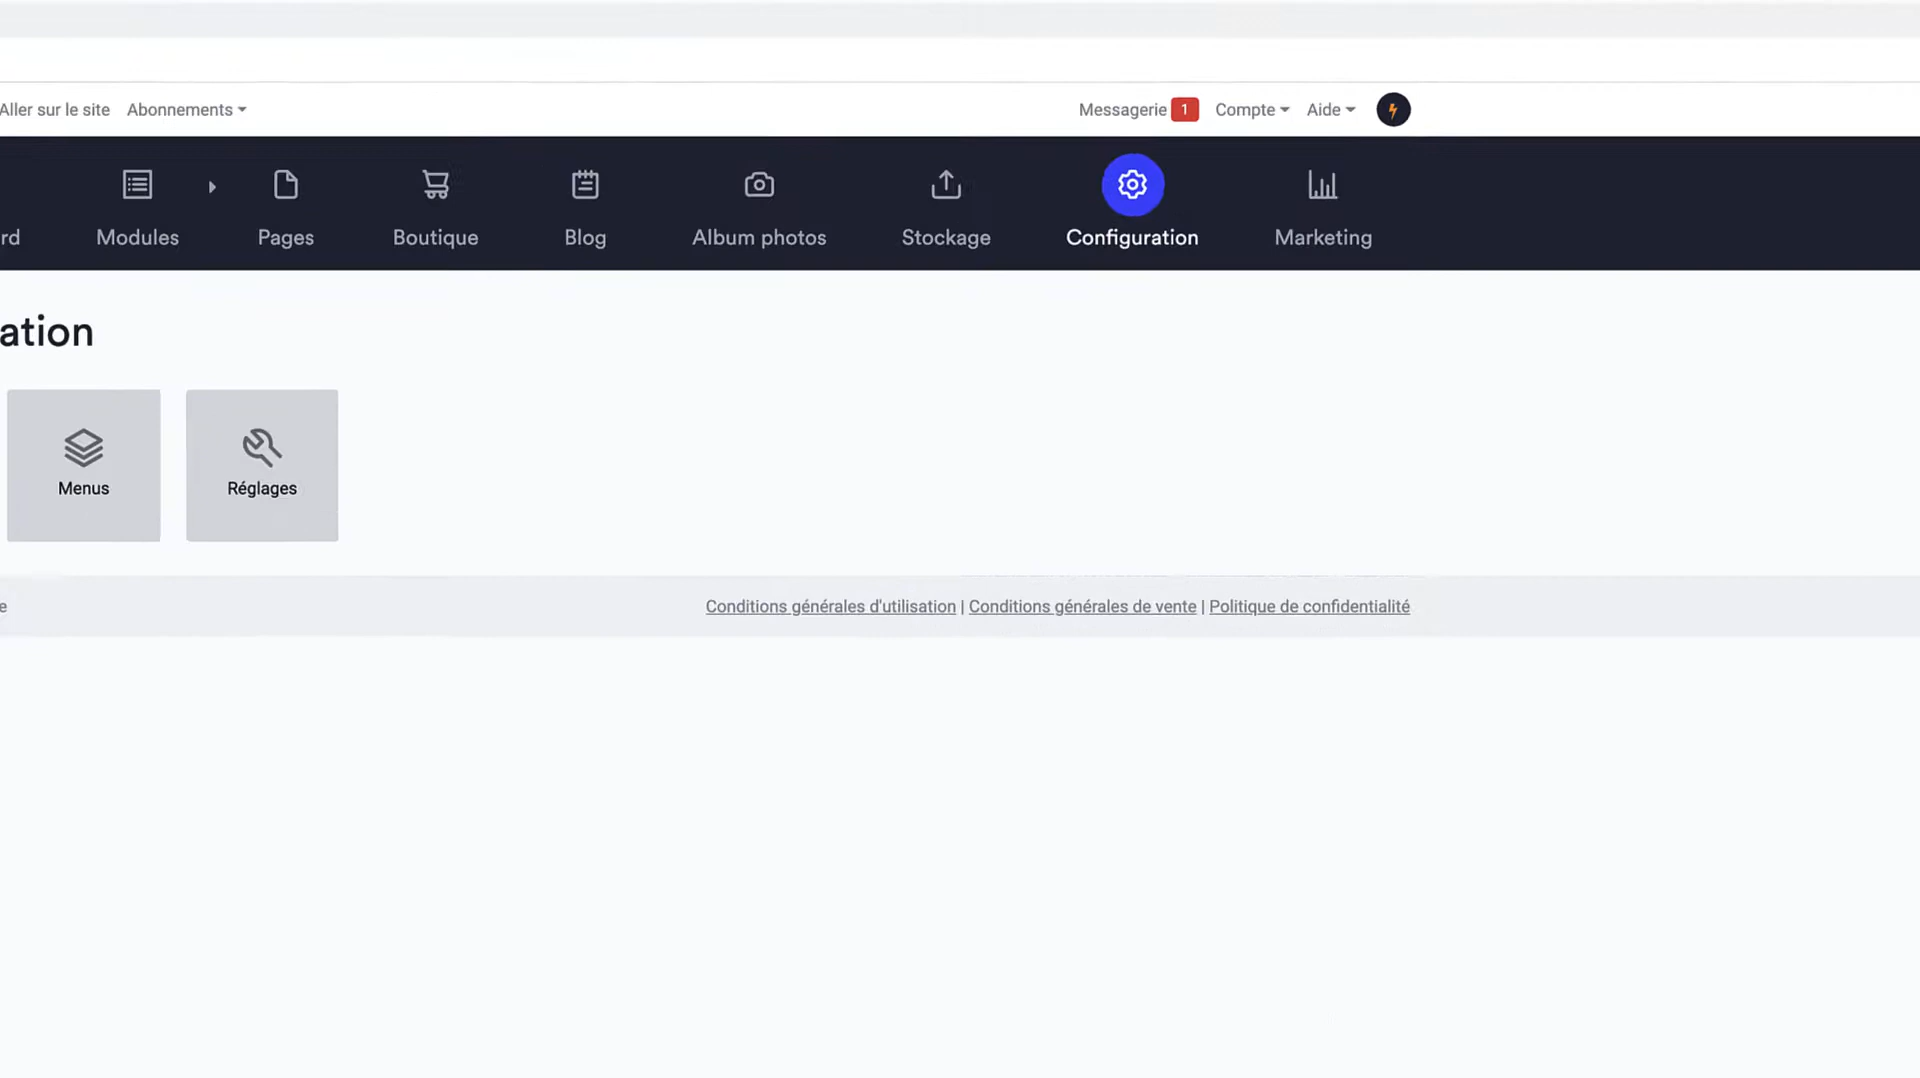 Aller sur le site Abonnements Messagerie 1 Compte Aide
rd Modules Pages Boutique Blog Album photos Stockage Configuration Marketing
ation
Menus Réglages
e Conditions générales d'utilisation | Conditions générales de vente | Politique de confidentialité